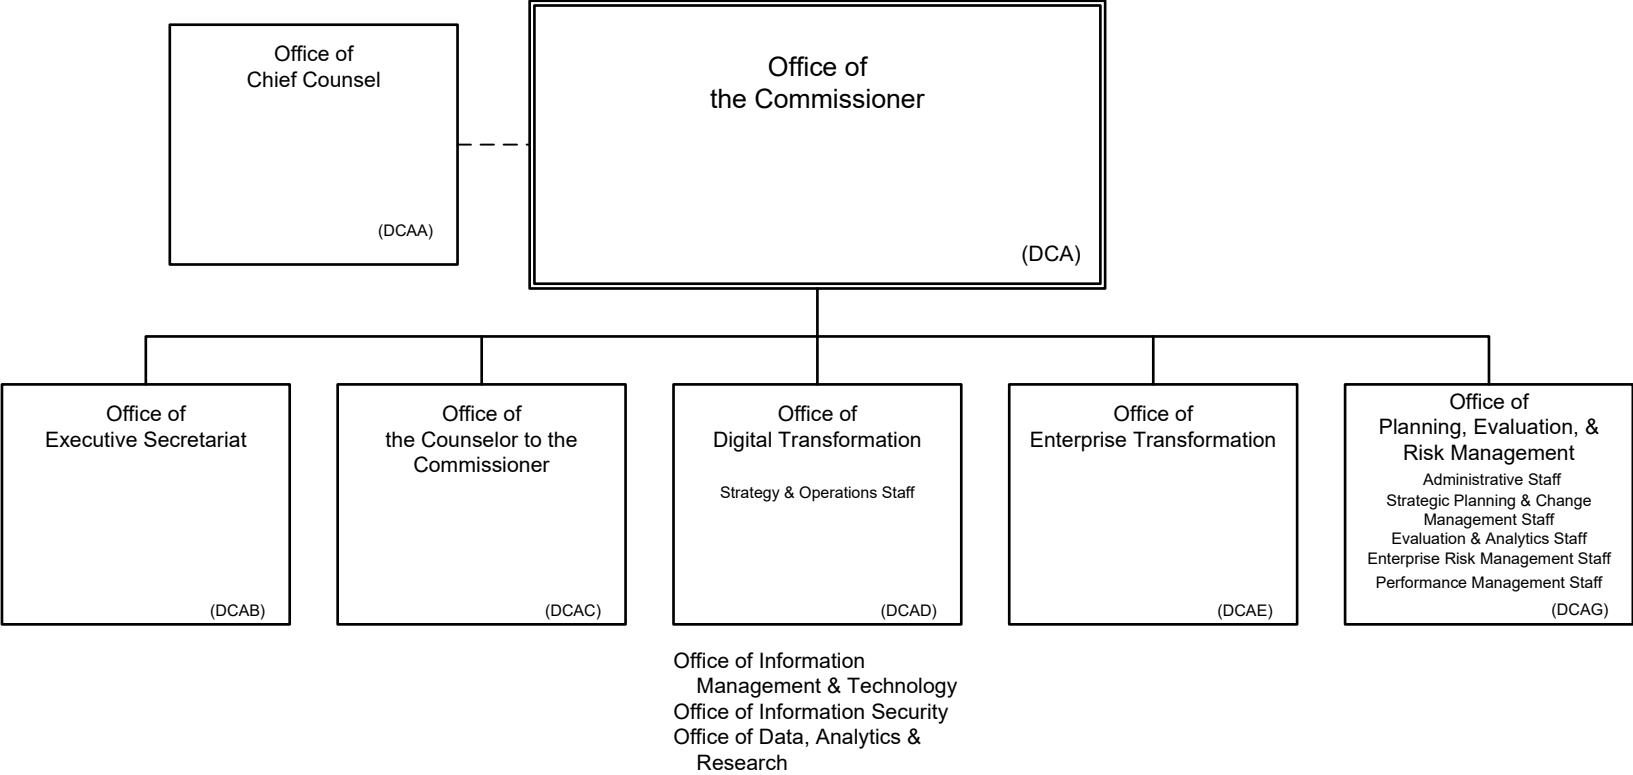 Office of
Chief Counsel
(DCAA)
Office of
the Commissioner
(DCA)
Office of
Executive Secretariat
(DCAB)
Office of
the Counselor to the
Commissioner
(DCAC)
Office of
Digital Transformation
Strategy & Operations Staff
(DCAD)
Office of Information
Management & Technology
Office of Information Security
Office of Data, Analytics &
Research
Office of
Enterprise Transformation
(DCAE)
Office of
Planning, Evaluation, &
Risk Management
Administrative Staff
Strategic Planning & Change
Management Staff
Evaluation & Analytics Staff
Enterprise Risk Management Staff
Performance Management Staff
(DCAG)